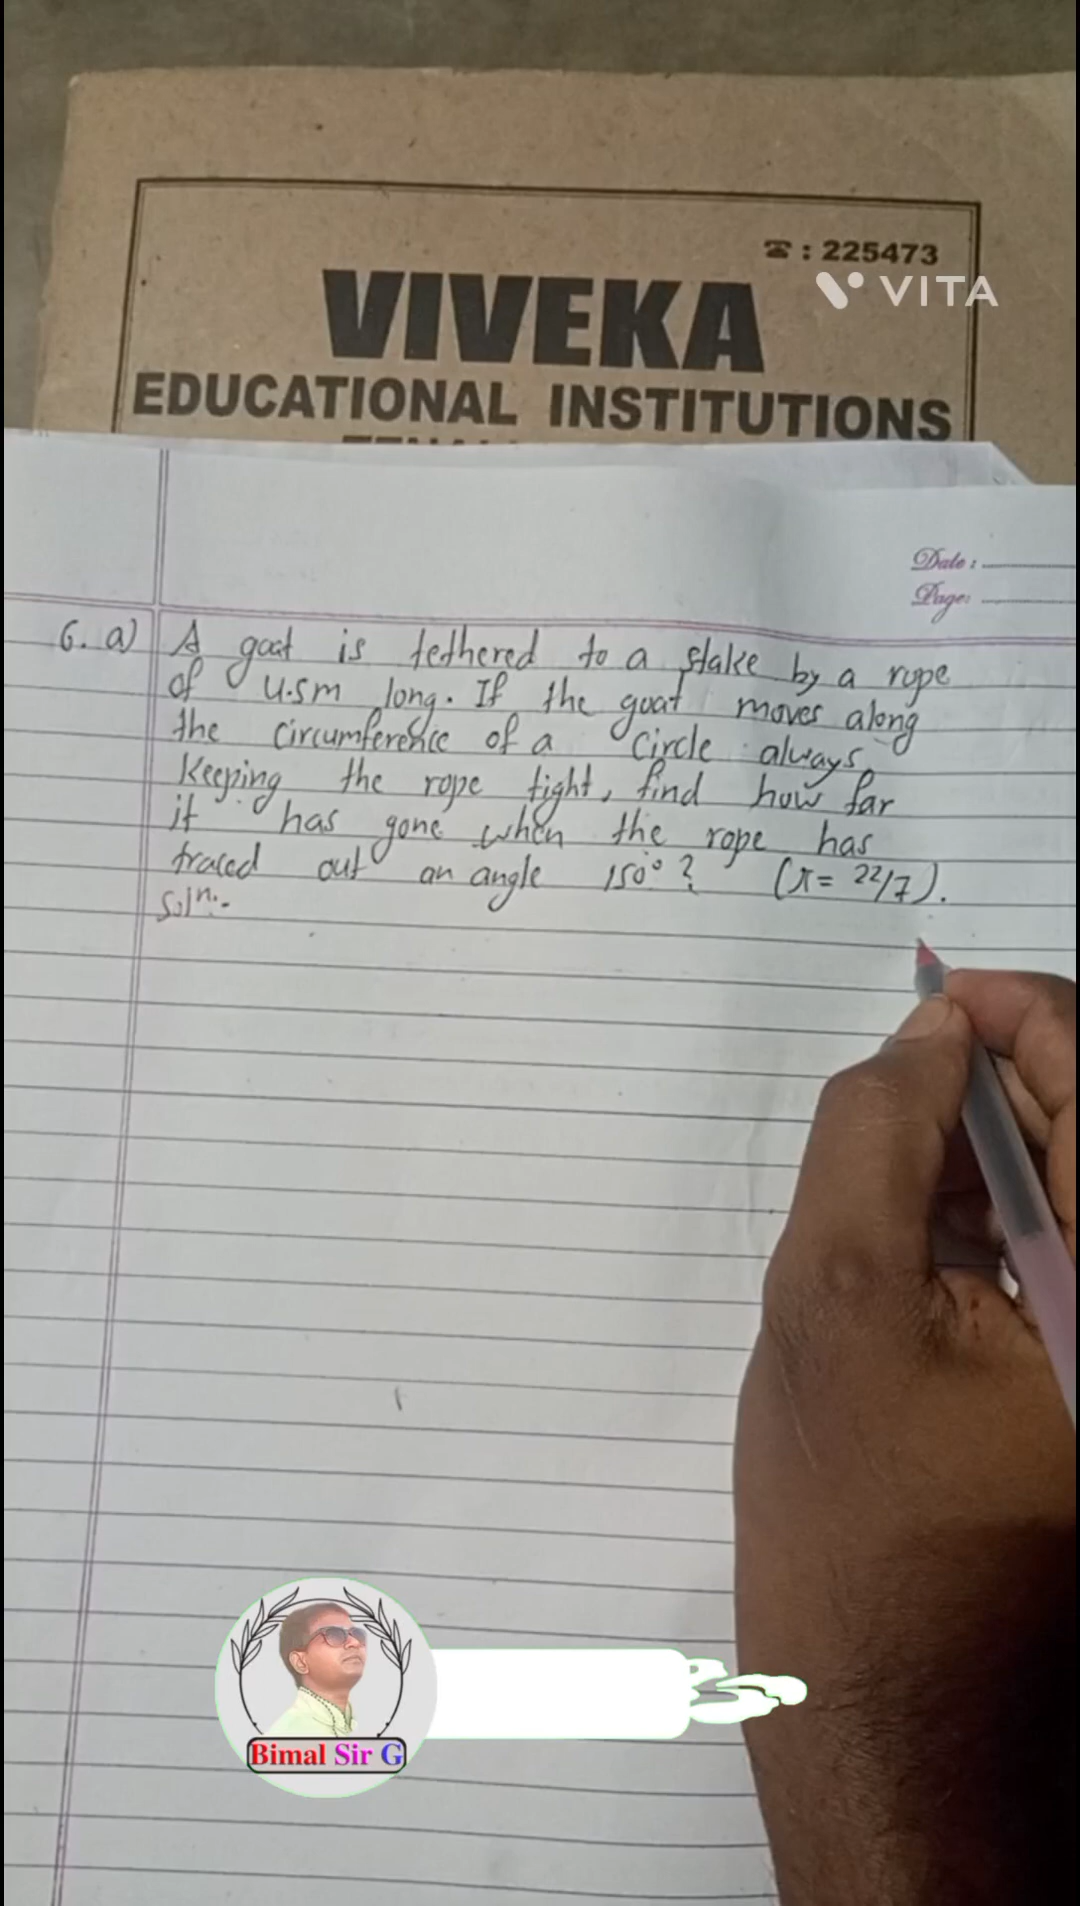 ☎ : 225473
VITA
VIVEKA
EDUCATIONAL INSTITUTIONS
Date :
Page:
6. a) A goat is tethered to a stake by a rope
of 4.5m long. If the goat moves along
the circumference of a circle always
keeping the rope tight, find how far
it has gone when the rope has
traced out an angle 150°? (π = 22/7).
Solⁿ:-
Bimal Sir G